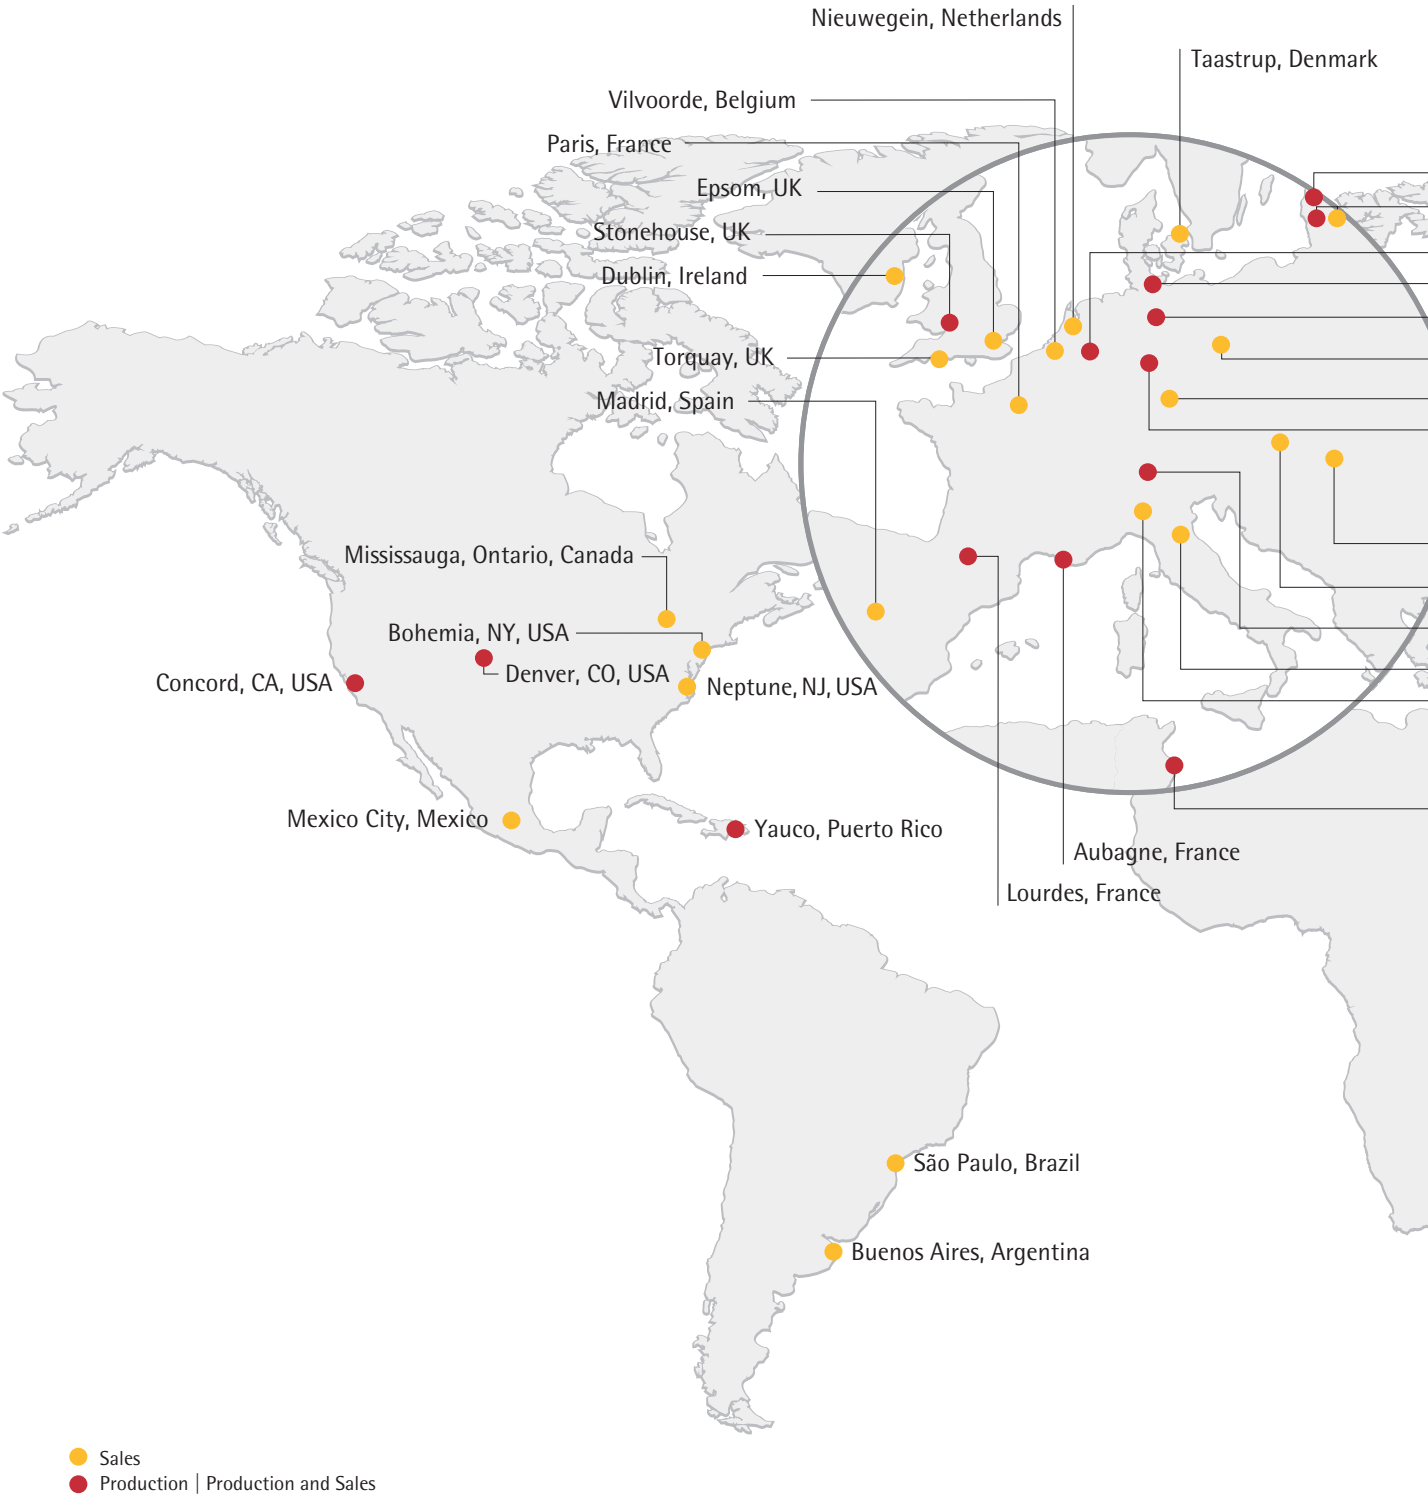 Nieuwegein, Netherlands
Taastrup, Denmark
Vilvoorde, Belgium
Paris, France
Epsom, UK
Stonehouse, UK
Dublin, Ireland
Torquay, UK
Madrid, Spain
Mississauga, Ontario, Canada
Bohemia, NY, USA
Denver, CO, USA
Concord, CA, USA
Neptune, NJ, USA
Mexico City, Mexico
Yauco, Puerto Rico
Aubagne, France
Lourdes, France
São Paulo, Brazil
Buenos Aires, Argentina
Sales
Production | Production and Sales